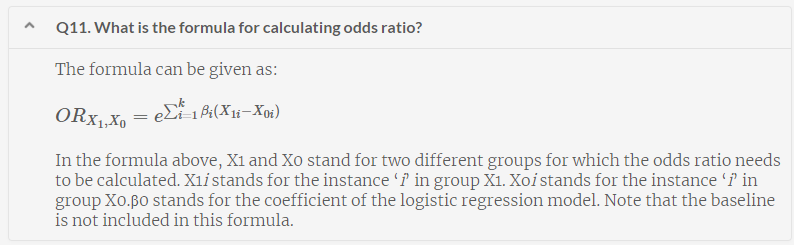 Q11. What is the formula for calculating odds ratio?
The formula can be given as:
OR_{X_1,X_0} = e^{\sum_{i=1}^{k} β_i(X_{1i}−X_{0i})}
In the formula above, X1 and X0 stand for two different groups for which the odds ratio needs
to be calculated. X1i stands for the instance ‘i’ in group X1. Xoi stands for the instance ‘i’ in
group X0.β0 stands for the coefficient of the logistic regression model. Note that the baseline
is not included in this formula.